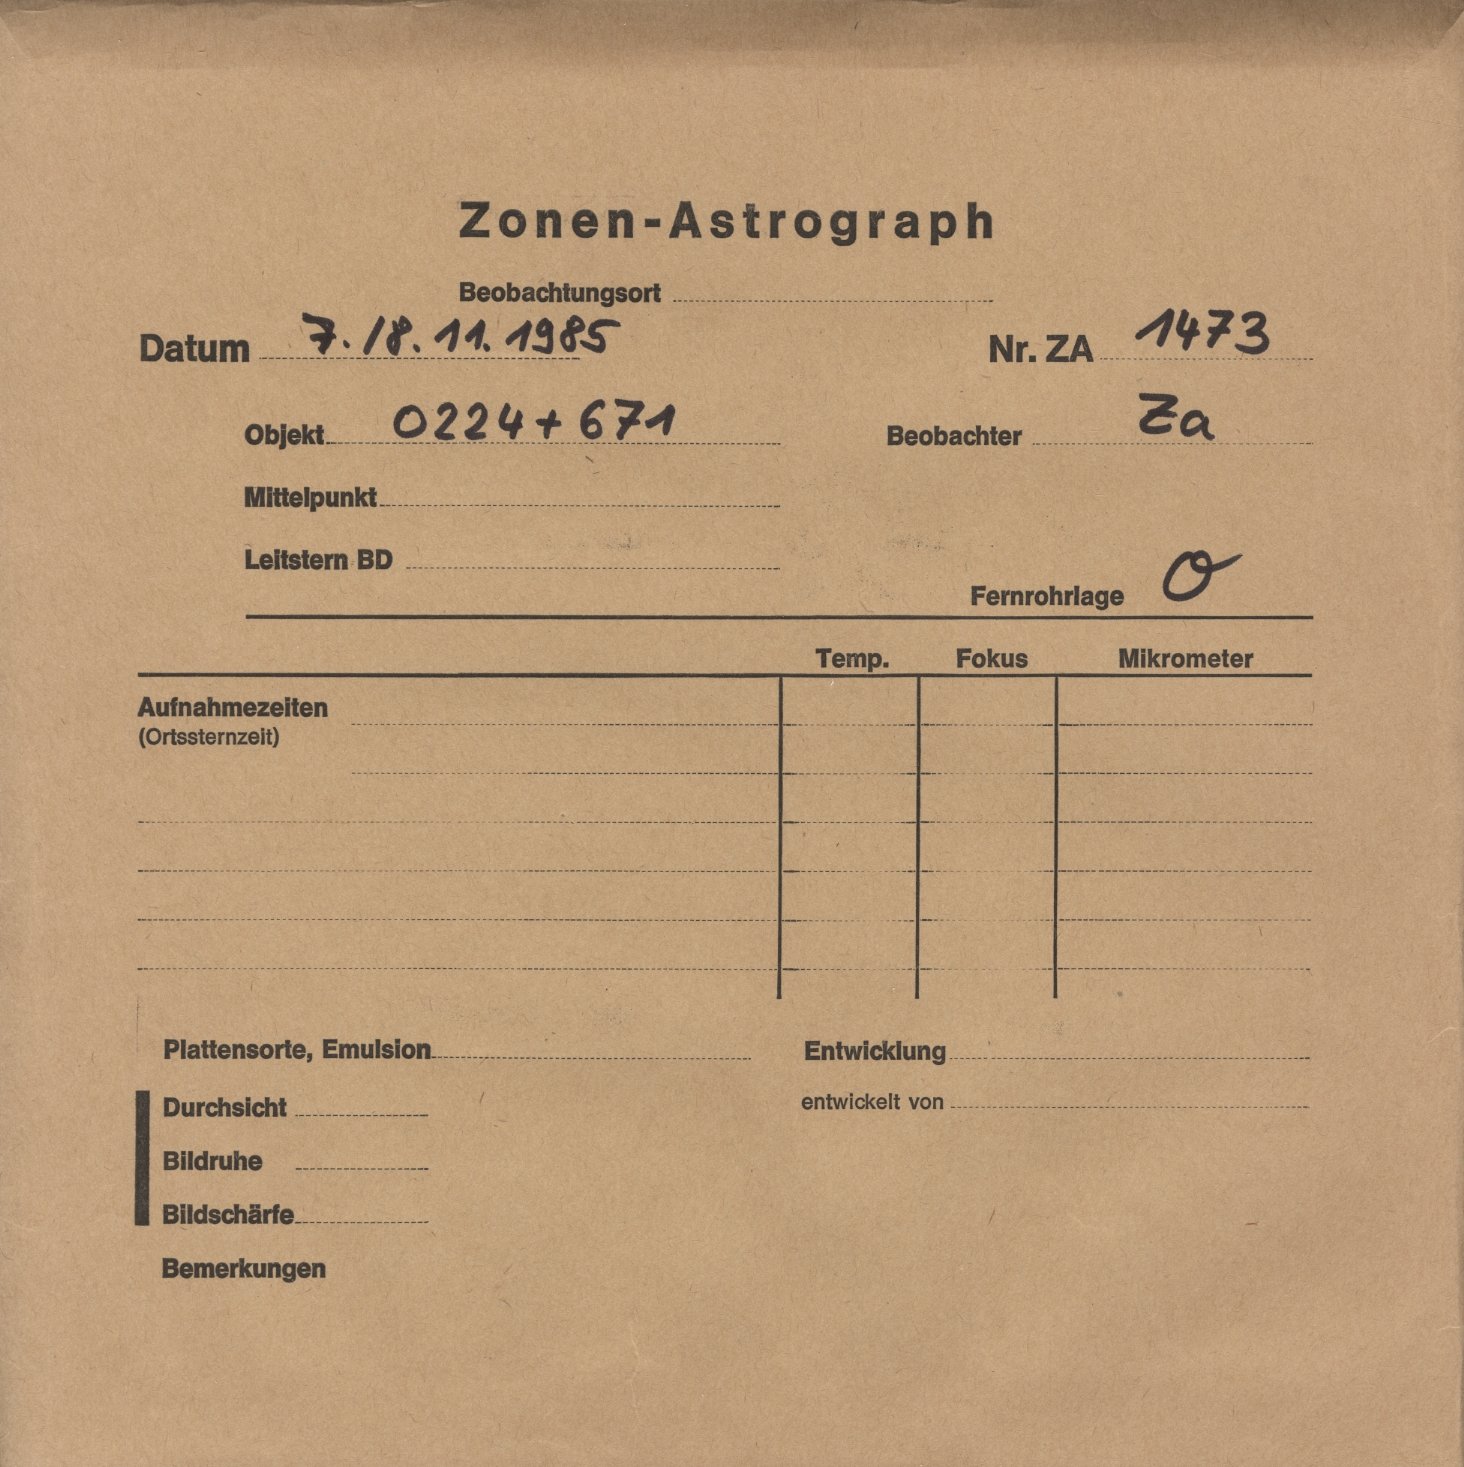 Zonen-Astrograph
Beobachtungsort
Datum 7./8.11.1985 Nr. ZA 1473
Objekt 0224+671 Beobachter Za
Mittelpunkt
Leitstern BD
Fernrohrlage O
Temp. Fokus Mikrometer
Aufnahmezeiten
(Ortssternzeit)
Plattensorte, Emulsion Entwicklung
Durchsicht entwickelt von
Bildruhe
Bildschärfe
Bemerkungen